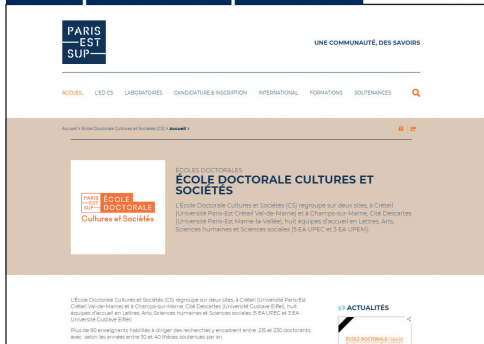 PARIS
EST
SUP
UNE COMMUNAUTÉ, DES SAVOIRS
ACCUEIL L'ED CS LABORATOIRES CANDIDATURE & INSCRIPTION INTERNATIONAL FORMATIONS SOUTENANCES
Accueil > École Doctorale Cultures et Sociétés (CS) > Accueil >
ÉCOLES DOCTORALES
ÉCOLE DOCTORALE CULTURES ET
SOCIÉTÉS
PARIS EST SUP ÉCOLE DOCTORALE
Cultures et Sociétés
L'École Doctorale Cultures et Sociétés (CS) regroupe sur deux sites, à Créteil
(Université Paris-Est Créteil Val-de-Marne) et à Champs-sur-Marne, Cité Descartes
(Université Paris-Est Marne-la-Vallée), huit équipes d'accueil en Lettres, Arts,
Sciences humaines et Sciences sociales (5 EA UPEC et 3 EA UPEM).
L'École Doctorale Cultures et Sociétés (CS) regroupe sur deux sites, à Créteil (Université Paris-Est
Créteil Val-de-Marne) et à Champs-sur-Marne, Cité Descartes (Université Gustave Eiffel), huit
équipes d'accueil en Lettres, Arts, Sciences humaines et Sciences sociales (5 EA UPEC et 3 EA
Université Gustave Eiffel)
Plus de 90 enseignants habilités à diriger des recherches y encadrent entre 215 et 230 doctorants,
avec selon les années entre 30 et 40 thèses soutenues par an.
ACTUALITÉS
ÉCOLE DOCTORALE